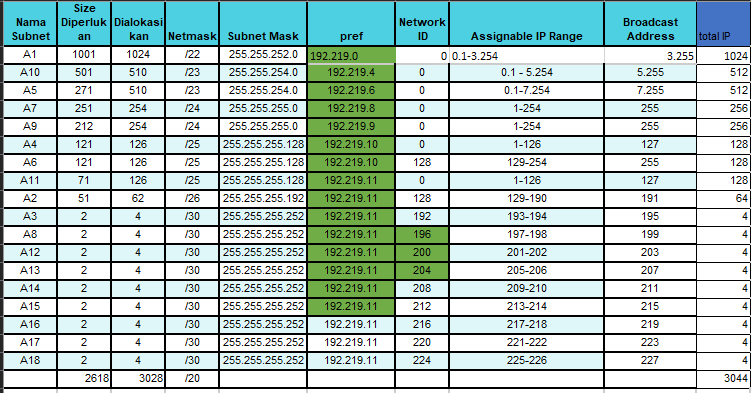 Nama Subnet Size Diperlukan Dialokasikan Netmask Subnet Mask pref Network ID Assignable IP Range Broadcast Address total IP
A1 1001 1024 /22 255.255.252.0 192.219.0 0 0.1-3.254 3.255 1024
A10 501 510 /23 255.255.254.0 192.219.4 0 0.1 - 5.254 5.255 512
A5 271 510 /23 255.255.254.0 192.219.6 0 0.1-7.254 7.255 512
A7 251 254 /24 255.255.255.0 192.219.8 0 1-254 255 256
A9 212 254 /24 255.255.255.0 192.219.9 0 1-254 255 256
A4 121 126 /25 255.255.255.128 192.219.10 0 1-126 127 128
A6 121 126 /25 255.255.255.128 192.219.10 128 129-254 255 128
A11 71 126 /25 255.255.255.128 192.219.11 0 1-126 127 128
A2 51 62 /26 255.255.255.192 192.219.11 128 129-190 191 64
A3 2 4 /30 255.255.255.252 192.219.11 192 193-194 195 4
A8 2 4 /30 255.255.255.252 192.219.11 196 197-198 199 4
A12 2 4 /30 255.255.255.252 192.219.11 200 201-202 203 4
A13 2 4 /30 255.255.255.252 192.219.11 204 205-206 207 4
A14 2 4 /30 255.255.255.252 192.219.11 208 209-210 211 4
A15 2 4 /30 255.255.255.252 192.219.11 212 213-214 215 4
A16 2 4 /30 255.255.255.252 192.219.11 216 217-218 219 4
A17 2 4 /30 255.255.255.252 192.219.11 220 221-222 223 4
A18 2 4 /30 255.255.255.252 192.219.11 224 225-226 227 4
2618 3028 /20 3044